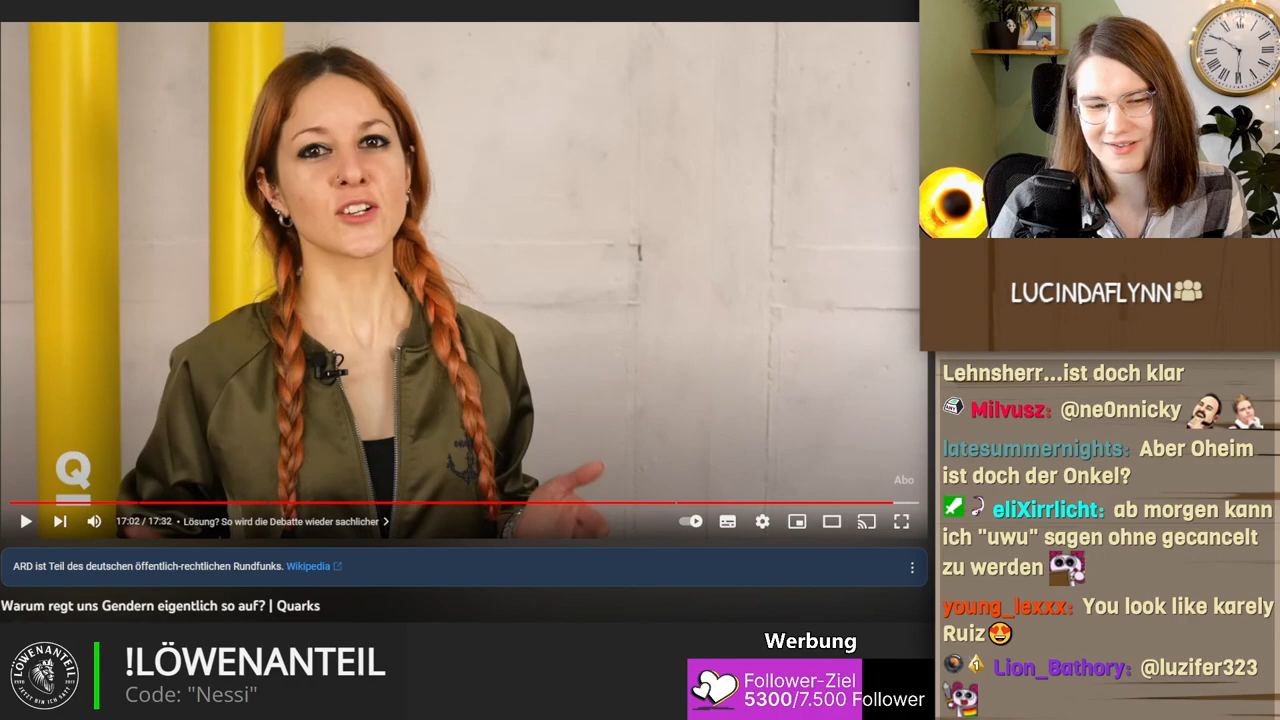 Q
Abo
17:02 / 17:32 • Lösung? So wird die Debatte wieder sachlicher
ARD ist Teil des deutschen öffentlich-rechtlichen Rundfunks. Wikipedia
Warum regt uns Gendern eigentlich so auf? | Quarks
LÖWENANTEIL
!LÖWENANTEIL
Code: "Nessi"
Werbung
Follower-Ziel
5300/7.500 Follower
LUCINDAFLYNN
Lehnsherr...ist doch klar
Milvusz: @ne0nnicky
latesummernights: Aber Oheim
ist doch der Onkel?
eliXirrlicht: ab morgen kann
ich "uwu" sagen ohne gecancelt
zu werden
young_lexxx: You look like karely
Ruiz
Lion_Bathory: @luzifer323